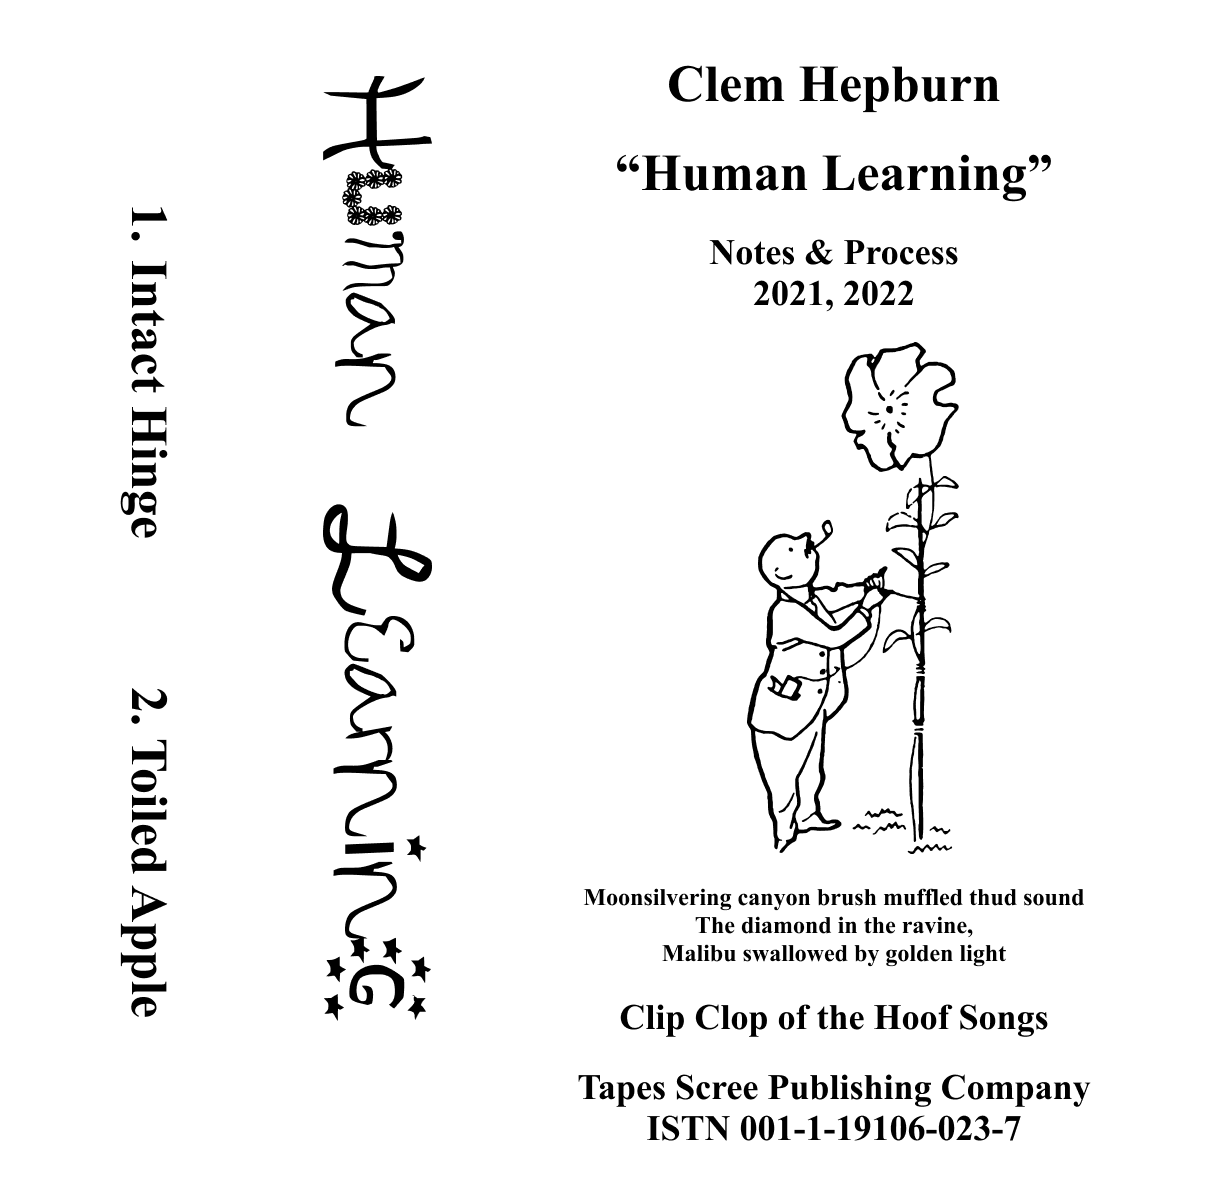 1. Intact Hinge
2. Toiled Apple
Human Learning
Clem Hepburn
“Human Learning”
Notes & Process
2021, 2022
Moonsilvering canyon brush muffled thud sound
The diamond in the ravine,
Malibu swallowed by golden light
Clip Clop of the Hoof Songs
Tapes Scree Publishing Company
ISTN 001-1-19106-023-7